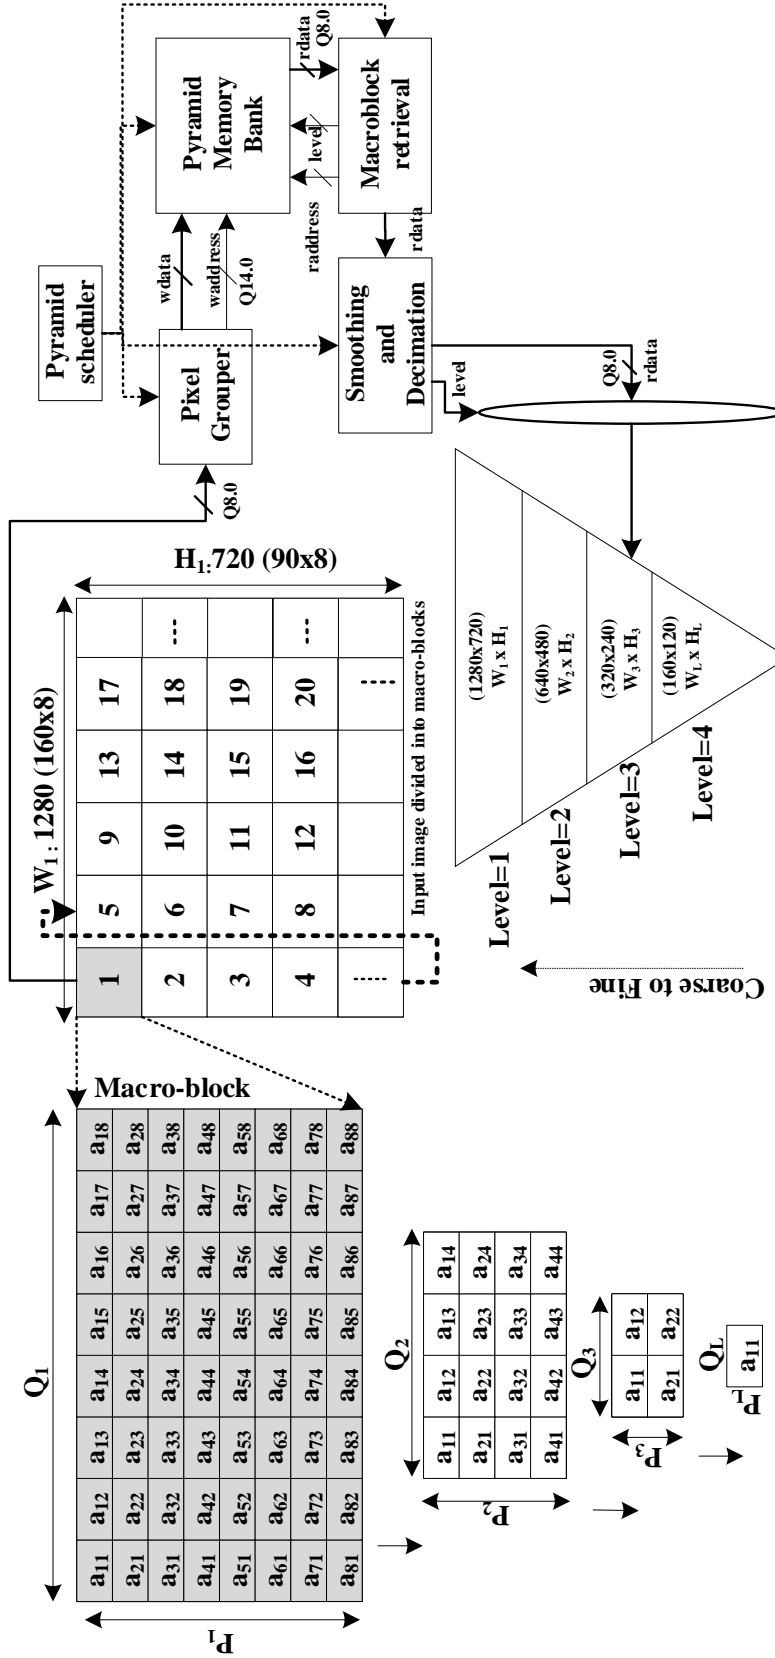 Q1
a11 a12 a13 a14 a15 a16 a17 a18
a21 a22 a23 a24 a25 a26 a27 a28
a31 a32 a33 a34 a35 a36 a37 a38
a41 a42 a43 a44 a45 a46 a47 a48
a51 a52 a53 a54 a55 a56 a57 a58
a61 a62 a63 a64 a65 a66 a67 a68
a71 a72 a73 a74 a75 a76 a77 a78
a81 a82 a83 a84 a85 a86 a87 a88
P1
Macro-block
Q2
a11 a12 a13 a14
a21 a22 a23 a24
a31 a32 a33 a34
a41 a42 a43 a44
P2
Q3
a11 a12
a21 a22
P3
QL
a11
PL
W1: 1280 (160x8)
1 5 9 13 17
2 6 10 14 18 ---
3 7 11 15 19
4 8 12 16 20 ---
H1:720 (90x8)
Input image divided into macro-blocks
Coarse to Fine
Level=1
(1280x720)
W1 x H1
Level=2
(640x480)
W2 x H2
Level=3
(320x240)
W3 x H3
Level=4
(160x120)
WL x HL
Pyramid
scheduler
Q8.0
Pixel
Grouper
wdata
waddress
Q14.0
Pyramid
Memory
Bank
raddress
level
rdata
Q8.0
Macroblock
retrieval
rdata
Smoothing
and
Decimation
level
Q8.0
rdata